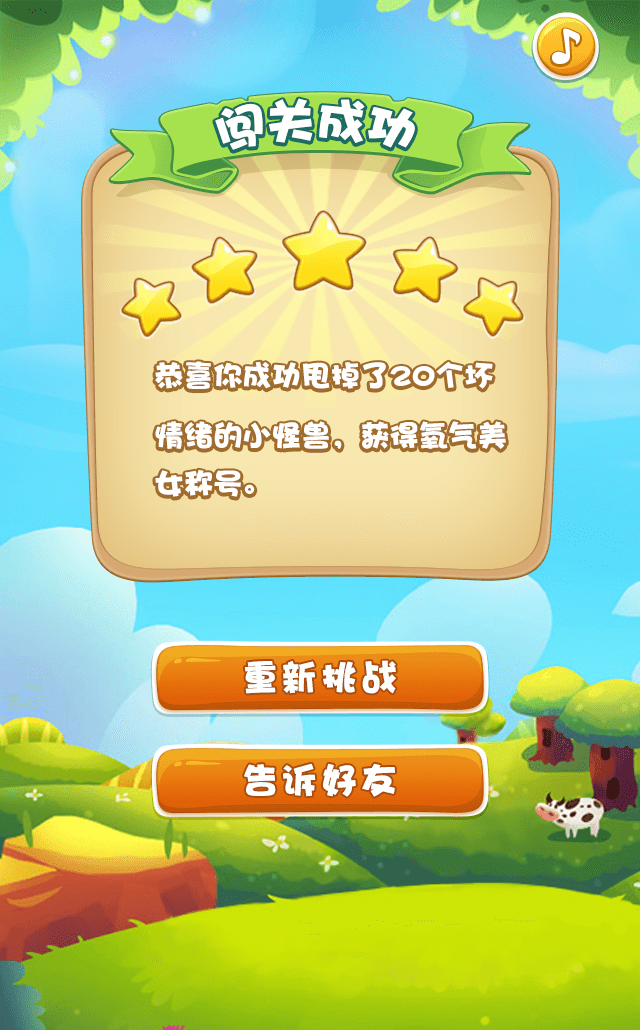 闯关成功
恭喜你成功甩掉了20个坏
情绪的小怪兽，获得氧气美
女称号。
重新挑战
告诉好友